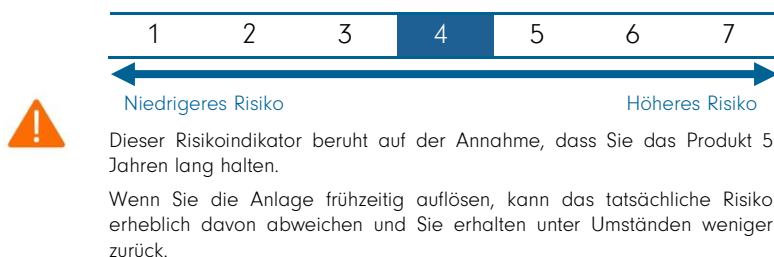 1 2 3 4 5 6 7
Niedrigeres Risiko Höheres Risiko
Dieser Risikoindikator beruht auf der Annahme, dass Sie das Produkt 5
Jahren lang halten.
Wenn Sie die Anlage frühzeitig auflösen, kann das tatsächliche Risiko
erheblich davon abweichen und Sie erhalten unter Umständen weniger
zurück.